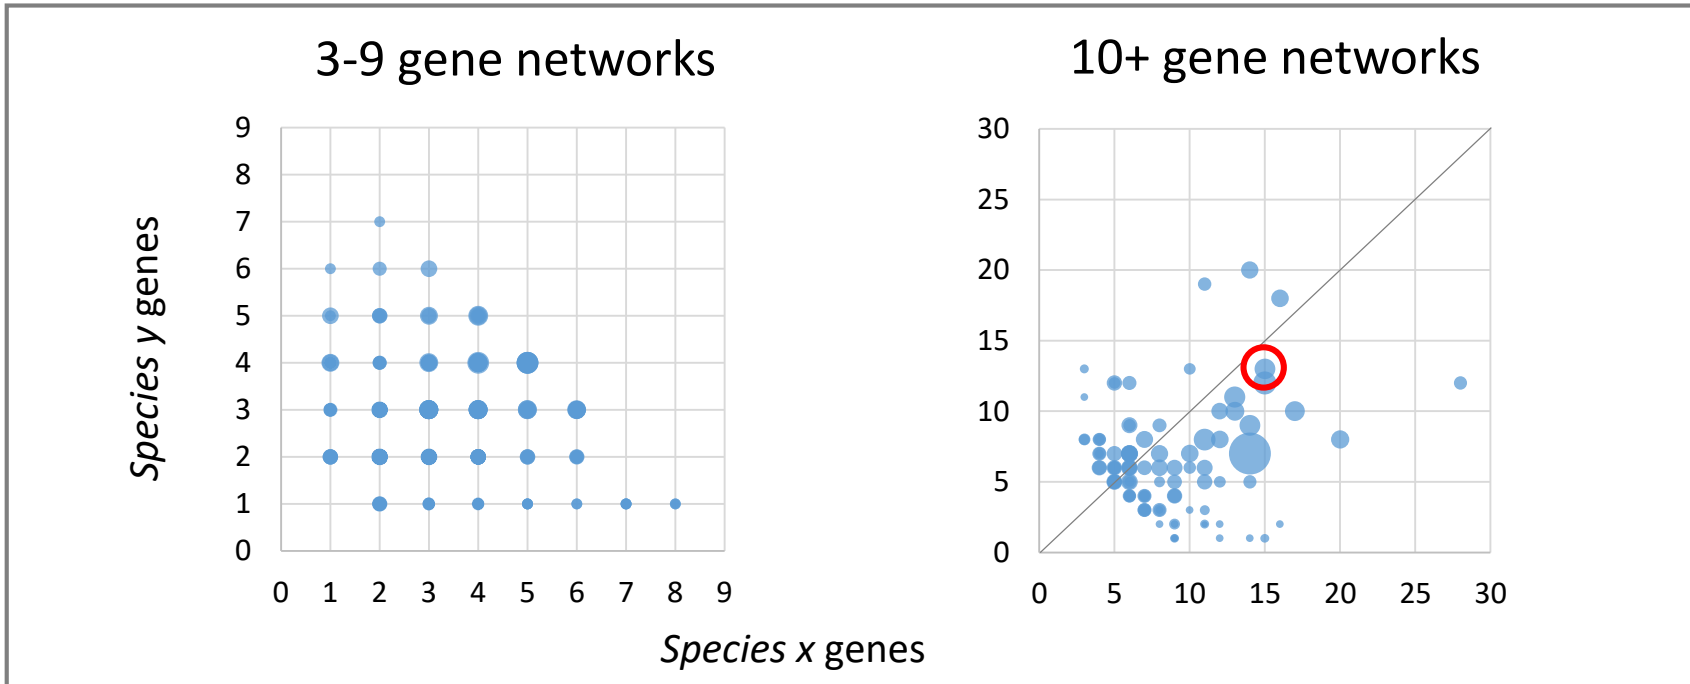 3-9 gene networks
10+ gene networks
Species y genes
9
8
7
6
5
4
3
2
1
0
0 1 2 3 4 5 6 7 8 9
30
25
20
15
10
5
0
0 5 10 15 20 25 30
Species x genes